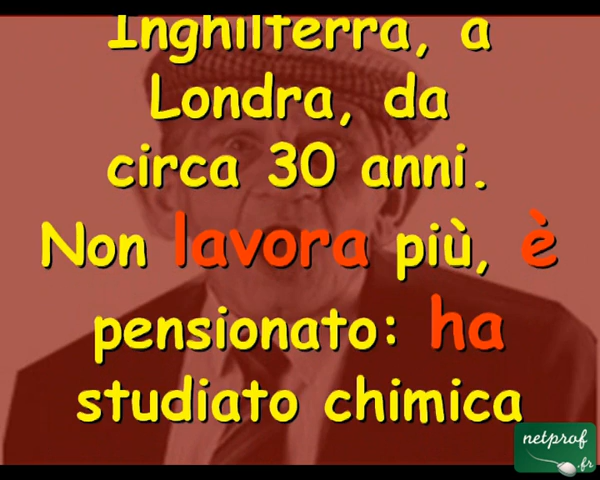 Inghilterra, a
Londra, da
circa 30 anni.
Non lavora più, è
pensionato: ha
studiato chimica
netprof
.fr